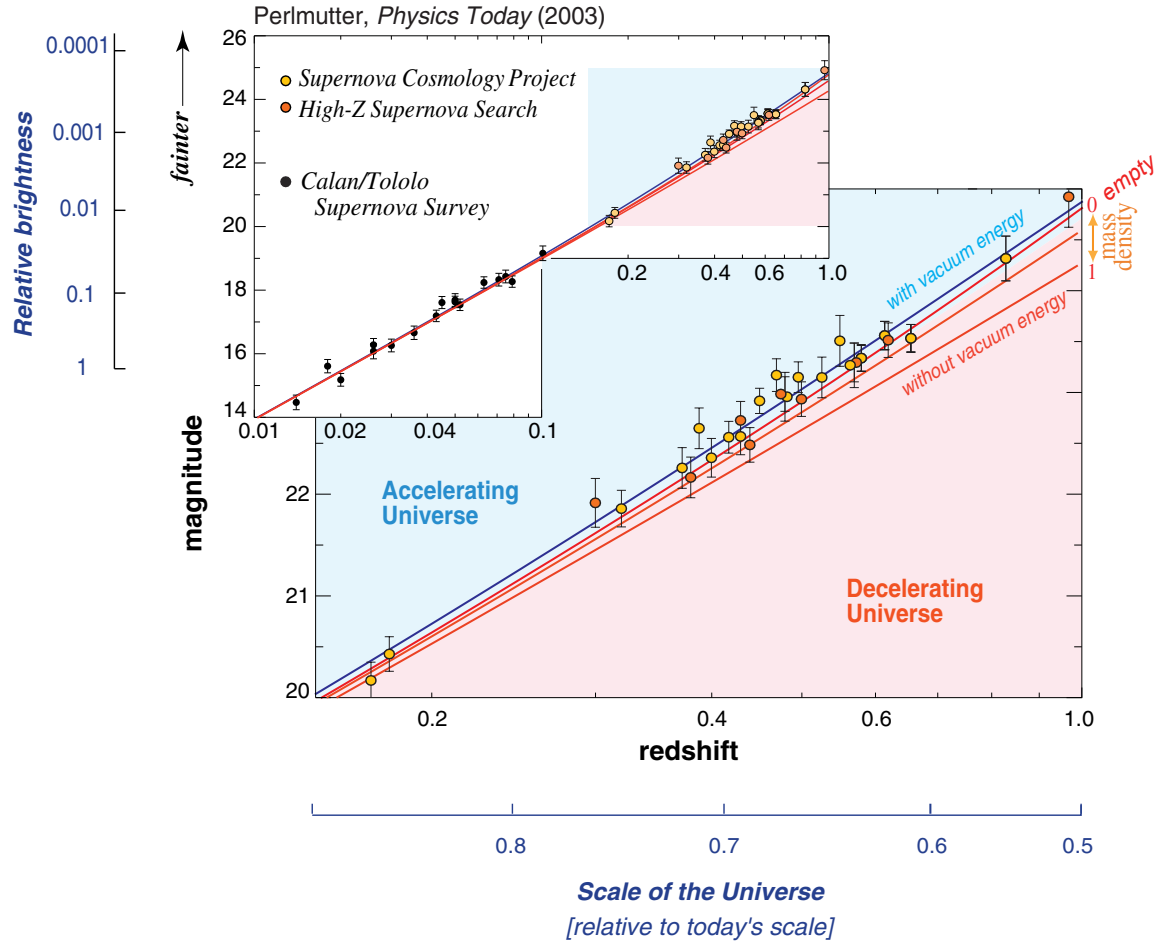 Perlmutter, Physics Today (2003)
0.0001
0.001
0.01
0.1
1
Relative brightness
fainter
26
24
22
20
18
16
14
Supernova Cosmology Project
High-Z Supernova Search
Calan/Tololo
Supernova Survey
0.01
0.02
0.04
0.1
0.2
0.4
0.6
1.0
magnitude
22
21
20
with vacuum energy
without vacuum energy
empty
0
mass
density
1
Accelerating
Universe
Decelerating
Universe
0.2
0.4
0.6
1.0
redshift
0.8
0.7
0.6
0.5
Scale of the Universe
[relative to today's scale]